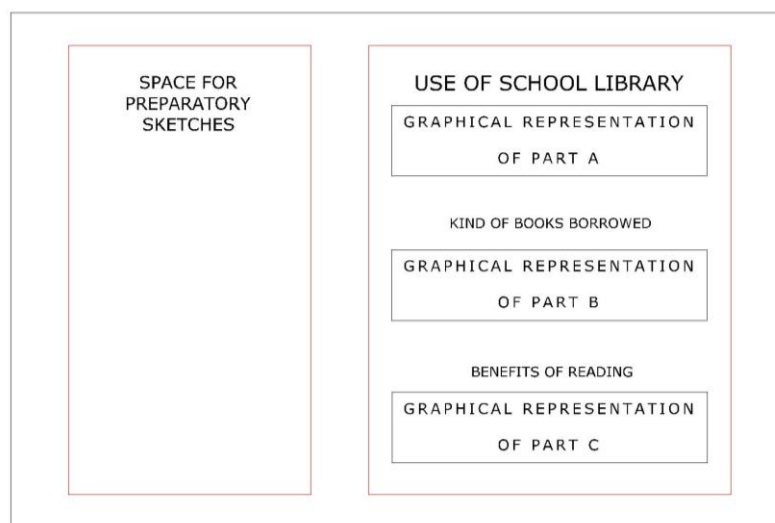 SPACE FOR
PREPARATORY
SKETCHES
USE OF SCHOOL LIBRARY
GRAPHICAL REPRESENTATION
OF PART A
KIND OF BOOKS BORROWED
GRAPHICAL REPRESENTATION
OF PART B
BENEFITS OF READING
GRAPHICAL REPRESENTATION
OF PART C